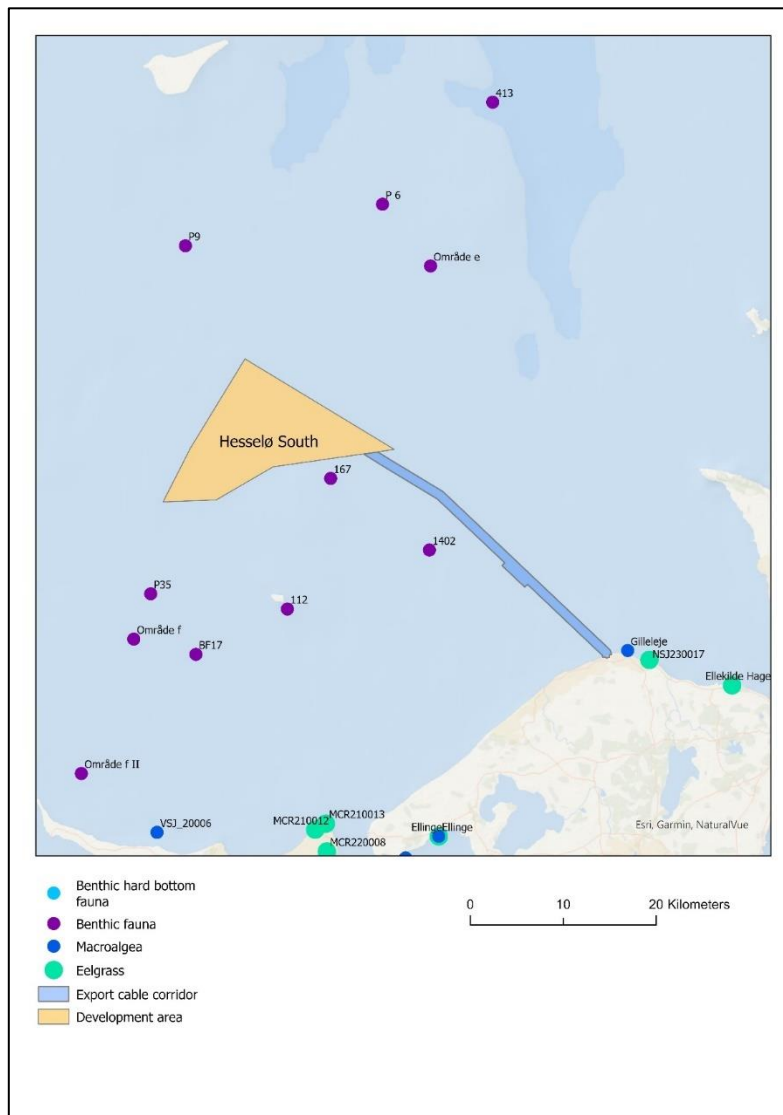 413
P 6
P9
Område e
Hesselø South
167
1402
P35
112
Område f
BF17
Gilleleje
NSJ230017
Ellekilde Hage
Område f II
VSJ_20006
MCR210013
MCR210012
EllingeEllinge
MCR220008
Esri, Garmin, NaturalVue
Benthic hard bottom
fauna
Benthic fauna
Macroalgea
Eelgrass
Export cable corridor
Development area
0 10 20 Kilometers